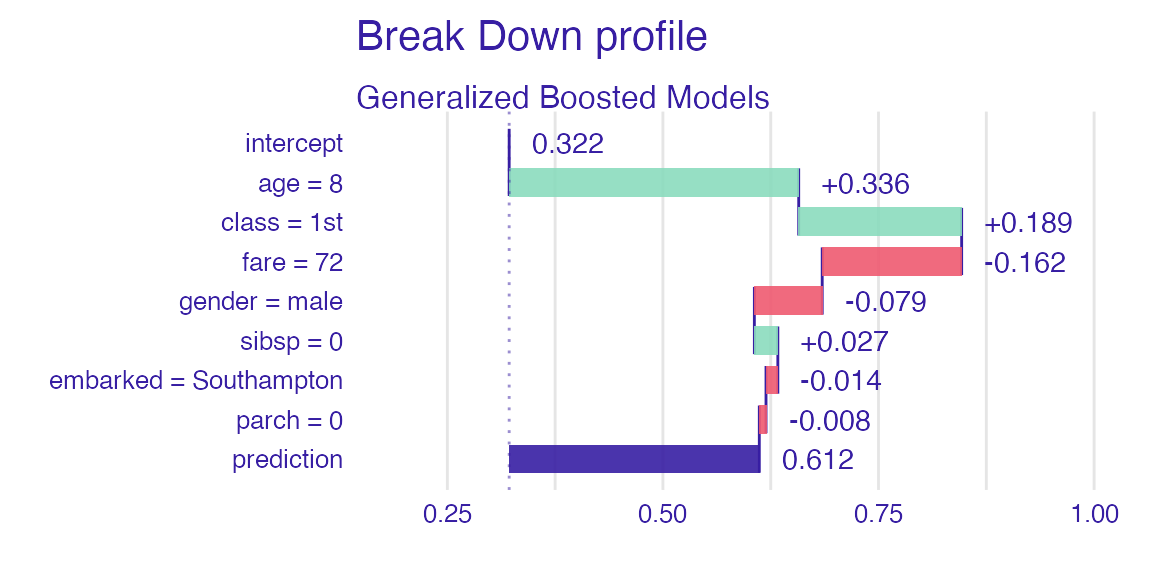 Break Down profile
Generalized Boosted Models
intercept 0.322
age = 8 +0.336
class = 1st +0.189
fare = 72 -0.162
gender = male -0.079
sibsp = 0 +0.027
embarked = Southampton -0.014
parch = 0 -0.008
prediction 0.612
0.25 0.50 0.75 1.00